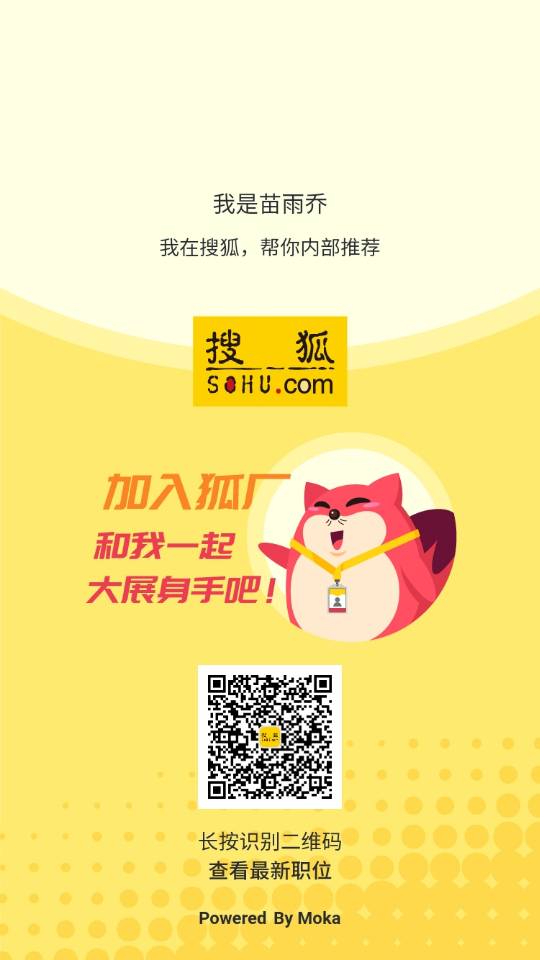 我是苗雨乔
我在搜狐，帮你内部推荐
搜 狐
SOHU.com
加入狐厂
和我一起
大展身手吧！
长按识别二维码
查看最新职位
Powered By Moka